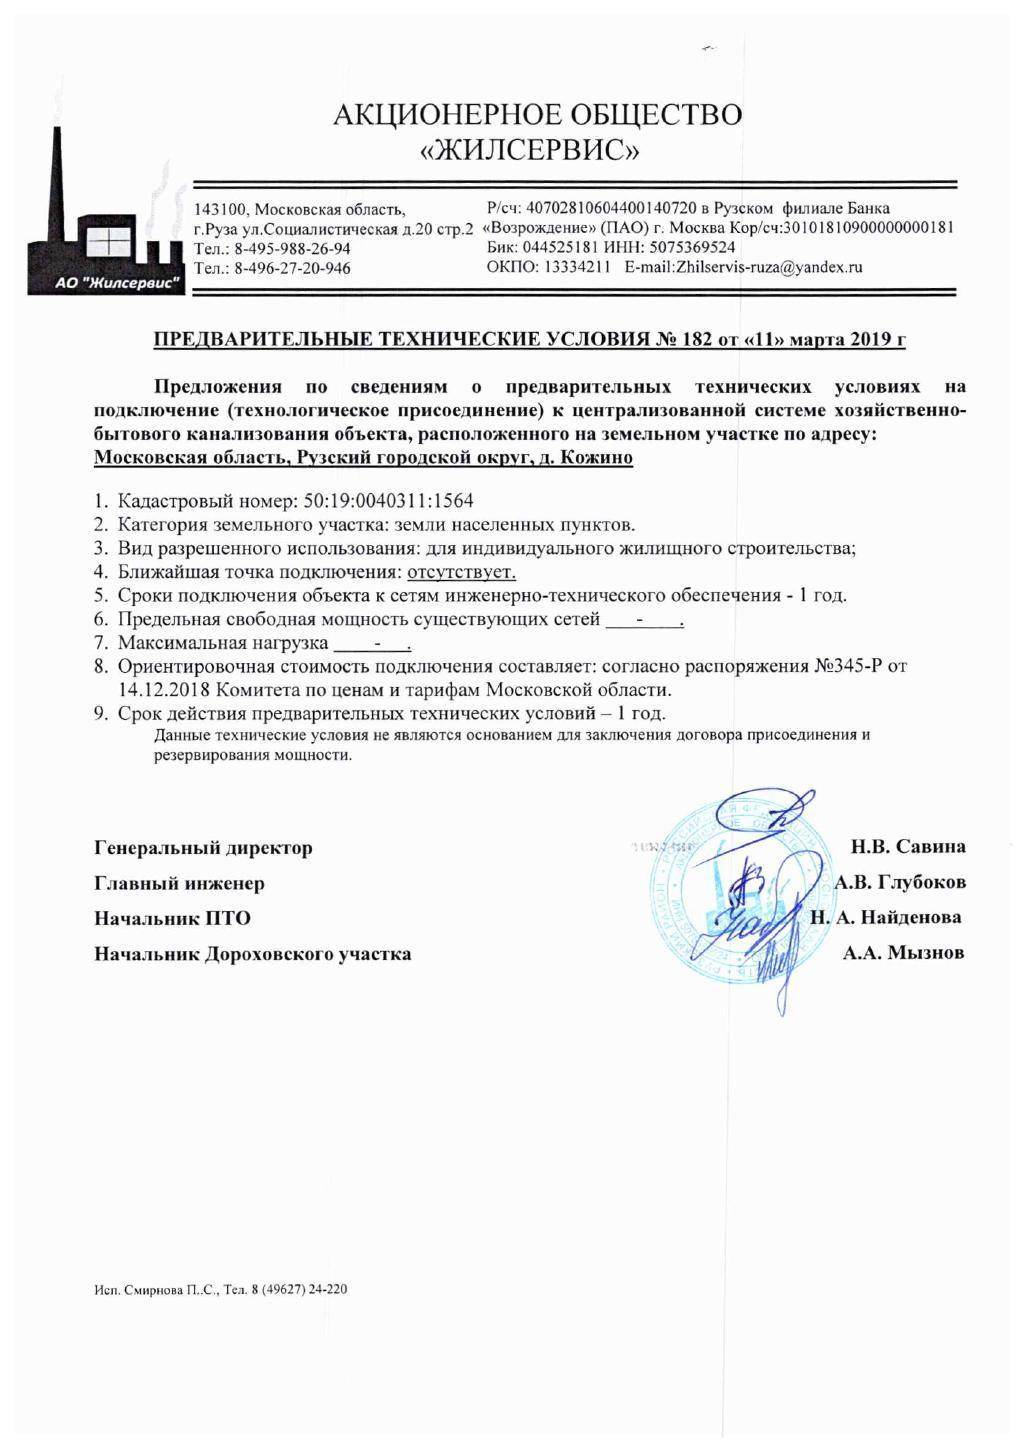 АКЦИОНЕРНОЕ ОБЩЕСТВО
«ЖИЛСЕРВИС»
АО "Жилсервис"
143100, Московская область,
г.Руза ул.Социалистическая д.20 стр.2
Тел.: 8-495-988-26-94
Тел.: 8-496-27-20-946
Р/сч: 40702810604400140720 в Рузском филиале Банка
«Возрождение» (ПАО) г. Москва Кор/сч:30101810900000000181
Бик: 044525181 ИНН: 5075369524
ОКПО: 13334211 E-mail:Zhilservis-ruza@yandex.ru
ПРЕДВАРИТЕЛЬНЫЕ ТЕХНИЧЕСКИЕ УСЛОВИЯ № 182 от «11» марта 2019 г
Предложения по сведениям о предварительных технических условиях на
подключение (технологическое присоединение) к централизованной системе хозяйственно-
бытового канализования объекта, расположенного на земельном участке по адресу:
Московская область, Рузский городской округ, д. Кожино
1. Кадастровый номер: 50:19:0040311:1564
2. Категория земельного участка: земли населенных пунктов.
3. Вид разрешенного использования: для индивидуального жилищного строительства;
4. Ближайшая точка подключения: отсутствует.
5. Сроки подключения объекта к сетям инженерно-технического обеспечения - 1 год.
6. Предельная свободная мощность существующих сетей ___-____.
7. Максимальная нагрузка ____-___.
8. Ориентировочная стоимость подключения составляет: согласно распоряжения №345-Р от
14.12.2018 Комитета по ценам и тарифам Московской области.
9. Срок действия предварительных технических условий – 1 год.
Данные технические условия не являются основанием для заключения договора присоединения и
резервирования мощности.
Генеральный директор Н.В. Савина
Главный инженер А.В. Глубоков
Начальник ПТО Н. А. Найденова
Начальник Дороховского участка А.А. Мызнов
Исп. Смирнова П..С., Тел. 8 (49627) 24-220